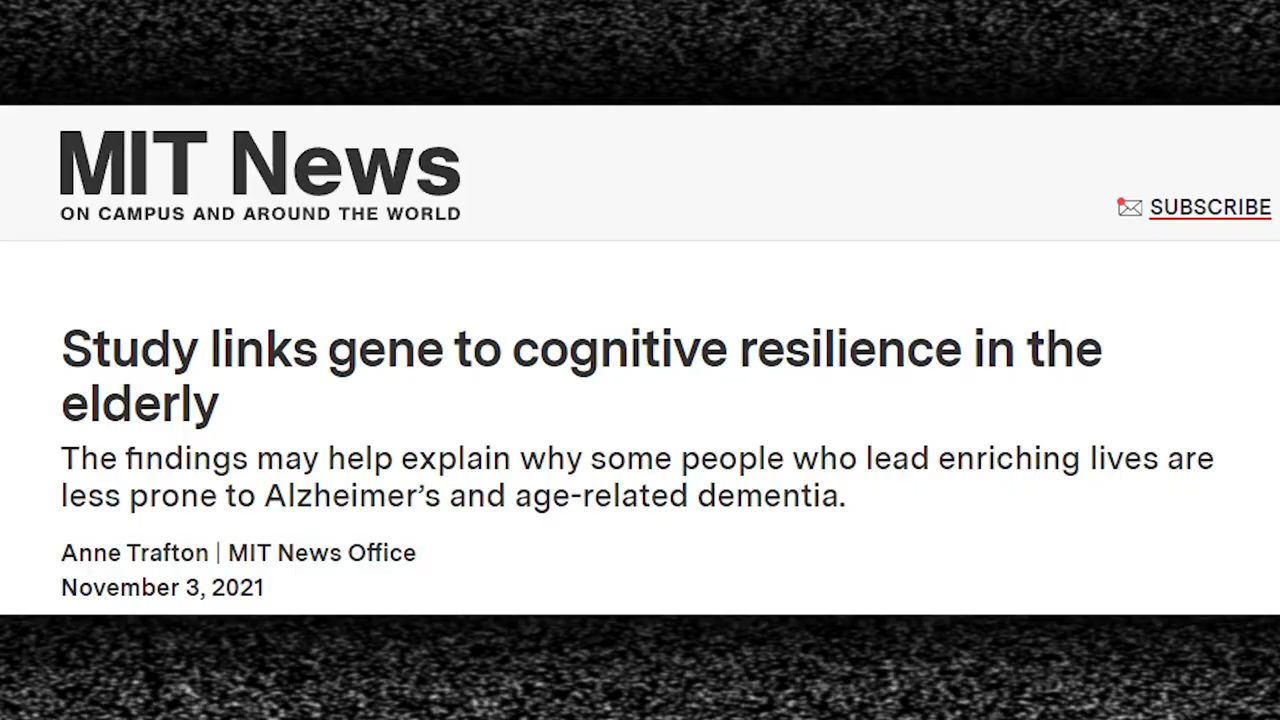 MIT News
ON CAMPUS AND AROUND THE WORLD
SUBSCRIBE
Study links gene to cognitive resilience in the
elderly
The findings may help explain why some people who lead enriching lives are
less prone to Alzheimer’s and age-related dementia.
Anne Trafton | MIT News Office
November 3, 2021